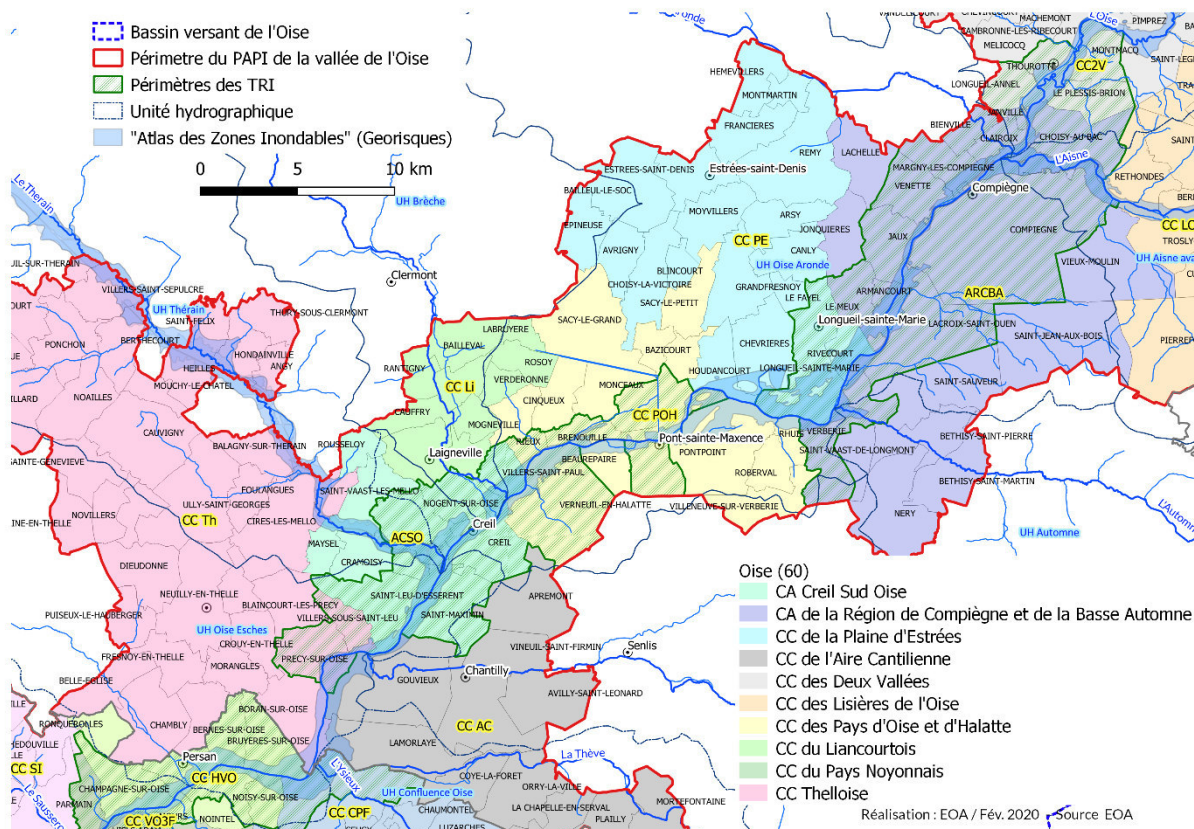 Bassin versant de l'Oise
Périmetre du PAPI de la vallée de l'Oise
Périmètres des TRI
Unité hydrographique
"Atlas des Zones Inondables" (Georisques)
0 5 10 km
MACHEMONT
L'Oise
PIMPREZ
MELICOCQ
MONTMACQ
THOUROTTE
CC2V
SAINT-LEG
HEMEVILLERS
LONGUEIL-ANNEL
LE PLESSIS-BRION
MONTMARTIN
JANVILLE
FRANCIERES
BIENVILLE
CLAIROIX
CHOISY-AU-BAC
REMY
LACHELLE
L'Aisne
ESTREES-SAINT-DENIS
Estrées-saint-Denis
MARGNY-LES-COMPIEGNE
RETHONDES
BAILLEUL-LE-SOC
VENETTE
Compiègne
Le Therain
UH Brèche
MOYVILLERS
ARSY
EPINEUSE
JONQUIERES
CC LO
CC PE
COMPIEGNE
TROSLY
AVRIGNY
CANLY
JAUX
UH Oise Aronde
VIEUX-MOULIN
UH Aisne ava
Clermont
BLINCOURT
VILLERS-SAINT-SEPULCRE
CHOISY-LA-VICTOIRE
GRANDFRESNOY
ARMANCOURT
ARCBA
UH Thérain
SACY-LE-PETIT
LE FAYEL
LE-MEUX
SAINT-FELIX
THURY-SOUS-CLERMONT
SACY-LE-GRAND
Longueil-sainte-Marie
LACROIX-SAINT-OUEN
LABRUYERE
SAINT-JEAN-AUX-BOIS
BERTHECOURT
PONCHON
BAILLEVAL
CHEVRIERES
PIERREF
HONDAINVILLE
BAZICOURT
RIVECOURT
ANGY
ROSOY
HEILLES
RANTIGNY
HOUDANCOURT
LONGUEIL-SAINTE-MARIE
MOUCHY-LE-CHATEL
CC Li
VERDERONNE
MONCEAUX
SAINT-SAUVEUR
NOAILLES
CINQUEUX
CAUFFRY
CC POH
MOGNEVILLE
CAUVIGNY
RIEUX
BRENOUILLE
RHUIS
VERBERIE
BETHISY-SAINT-PIERRE
BALAGNY-SUR-THERAIN
ROUSSELOY
Pont-sainte-Maxence
Laigneville
PONTPOINT
SAINT-VAAST-DE-LONGMONT
SAINTE-GENEVIEVE
BEAUREPAIRE
VILLERS-SAINT-PAUL
ROBERVAL
BETHISY-SAINT-MARTIN
FOULANGUES
SAINT-VAAST-LES-MELLO
ULLY-SAINT-GEORGES
NOGENT-SUR-OISE
VERNEUIL-EN-HALATTE
VILLENEUVE-SUR-VERBERIE
NOVILLERS
CIRES-LES-MELLO
NERY
CC Th
Creil
L'Autom
ACSO
CREIL
UH Automne
MAYSEL
DIEUDONNE
CRAMOISY
NEUILLY-EN-THELLE
SAINT-LEU-D'ESSERENT
APREMONT
BLAINCOURT-LES-PRECY
PUISEUX-LE-HAUBERGER
SAINT-MAXIMIN
VILLERS-SOUS-SAINT-LEU
UH Oise Esches
CROUY-EN-THELLE
VINEUIL-SAINT-FIRMIN
Senlis
FRESNOY-EN-THELLE
PRECY-SUR-OISE
MORANGLES
Chantilly
BELLE-EGLISE
GOUVIEUX
AVILLY-SAINT-LEONARD
BORAN-SUR-OISE
RONQUEROLLES
CHAMBLY
BERNES-SUR-OISE
CC AC
BRUYERES-SUR-OISE
LAMORLAYE
Persan
La Thève
CC SI
CC HVO
L'Ysieux
COYE-LA-FORET
CHAMPAGNE-SUR-OISE
ORRY-LA-VILLE
PARMAIN
NOISY-SUR-OISE
UH Confluence Oise
MORTEFONTAINE
Le Sausseron
CC VO3F
NOINTEL
CC CPF
CHAUMONTEL
LA CHAPELLE-EN-SERVAL
LUZARCHES
PLAILLY
Oise (60)
CA Creil Sud Oise
CA de la Région de Compiègne et de la Basse Automne
CC de la Plaine d'Estrées
CC de l'Aire Cantilienne
CC des Deux Vallées
CC des Lisières de l'Oise
CC des Pays d'Oise et d'Halatte
CC du Liancourtois
CC du Pays Noyonnais
CC Thelloise
Réalisation : EOA / Fév. 2020 Source EOA